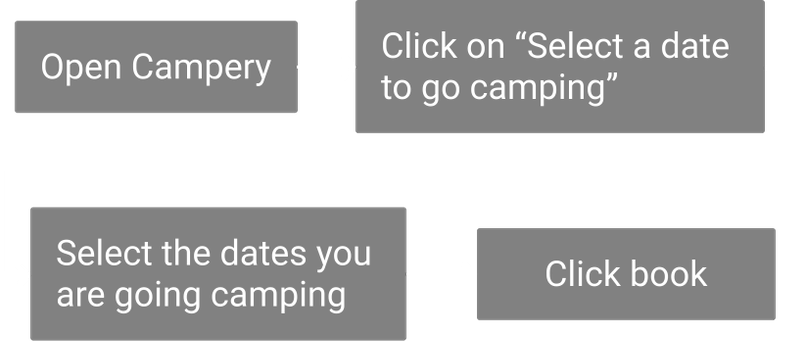 Open Campery
Click on “Select a date
to go camping”
Select the dates you
are going camping
Click book